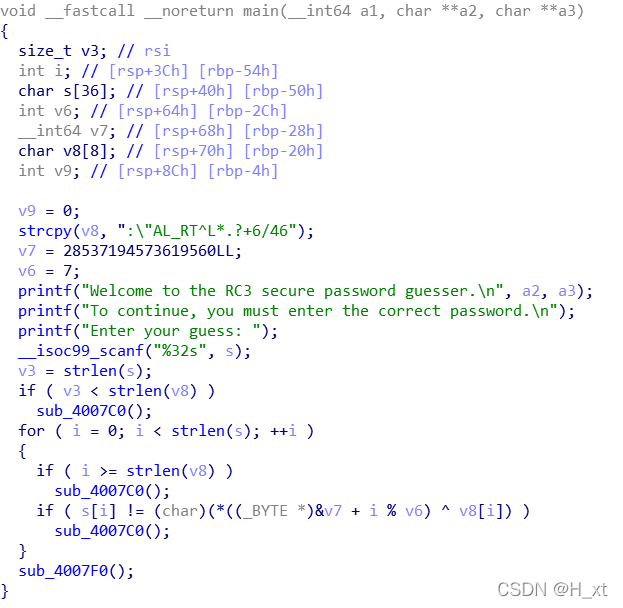 void __fastcall __noreturn main(__int64 a1, char **a2, char **a3)
{
  size_t v3; // rsi
  int i; // [rsp+3Ch] [rbp-54h]
  char s[36]; // [rsp+40h] [rbp-50h]
  int v6; // [rsp+64h] [rbp-2Ch]
  __int64 v7; // [rsp+68h] [rbp-28h]
  char v8[8]; // [rsp+70h] [rbp-20h]
  int v9; // [rsp+8Ch] [rbp-4h]

  v9 = 0;
  strcpy(v8, ":\"AL_RT^L*.?+6/46");
  v7 = 28537194573619560LL;
  v6 = 7;
  printf("Welcome to the RC3 secure password guesser.\n", a2, a3);
  printf("To continue, you must enter the correct password.\n");
  printf("Enter your guess: ");
  __isoc99_scanf("%32s", s);
  v3 = strlen(s);
  if ( v3 < strlen(v8) )
    sub_4007C0();
  for ( i = 0; i < strlen(s); ++i )
  {
    if ( i >= strlen(v8) )
      sub_4007C0();
    if ( s[i] != (char)(*((_BYTE *)&v7 + i % v6) ^ v8[i]) )
      sub_4007C0();
  }
  sub_4007F0();
}
CSDN @H_xt